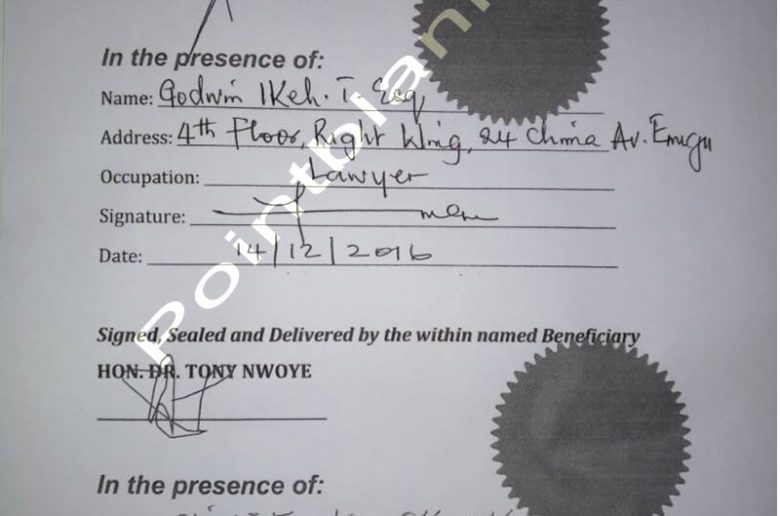 In the presence of:
Name: Godwin Ikeh. T. Esq,
Address: 4th Floor, Right Wing, 24 Chima Av. Enugu
Occupation: Lawyer
Signature:
Date: 14/12/2016
Signed, Sealed and Delivered by the within named Beneficiary
HON. DR. TONY NWOYE
In the presence of: